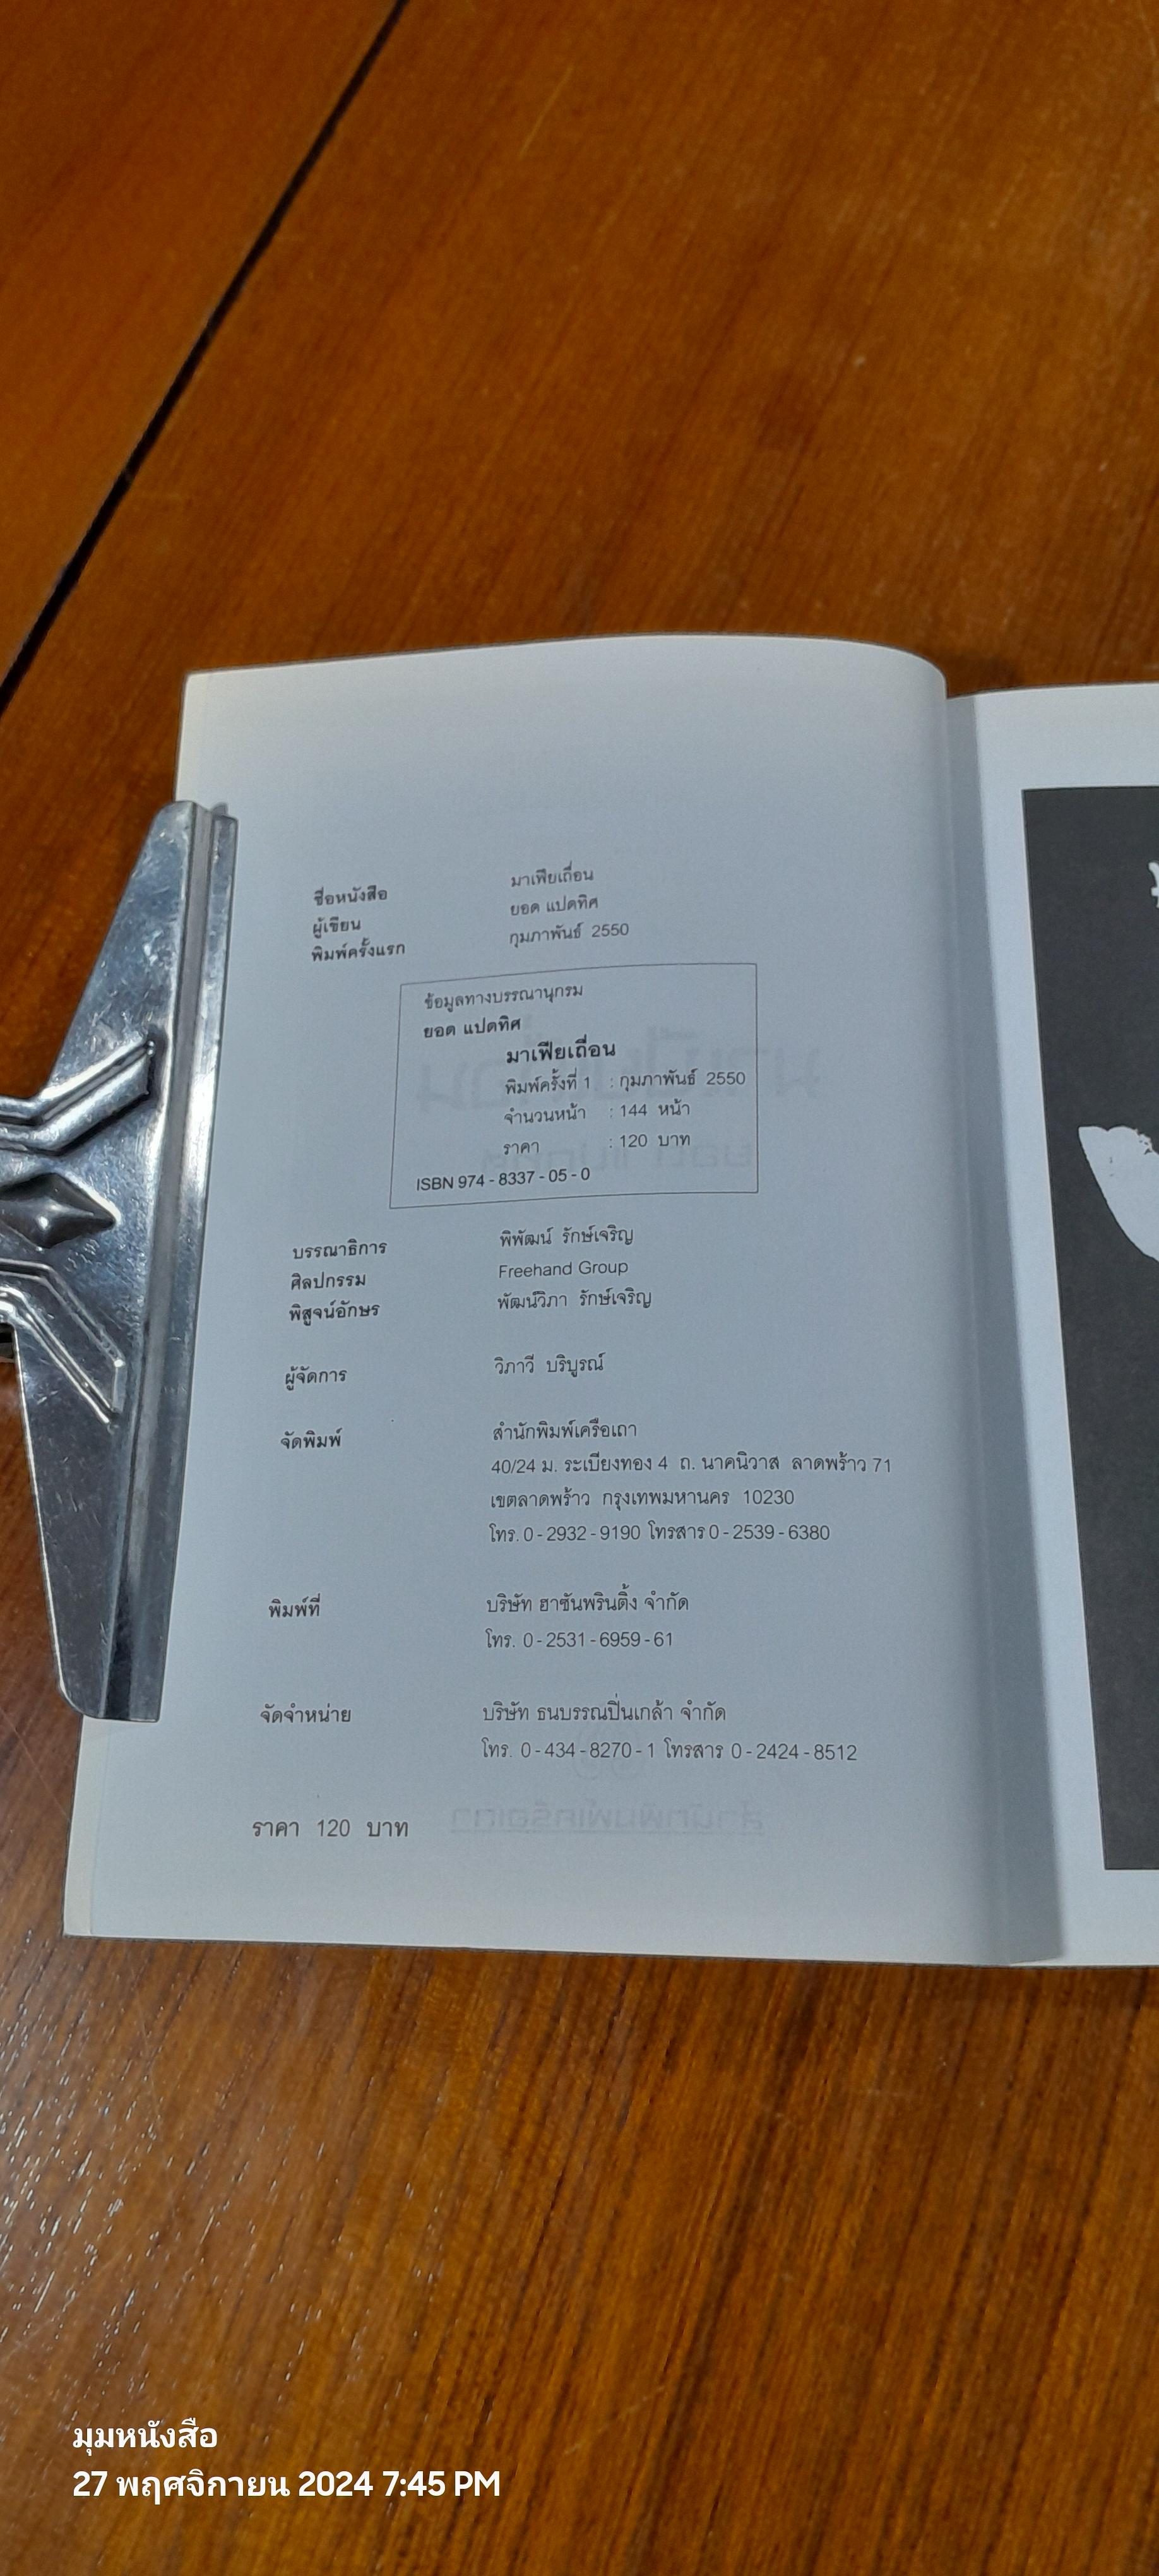 ชื่อหนังสือ มาเฟียเถื่อน
ผู้เขียน ยอด แปดทิศ
พิมพ์ครั้งแรก กุมภาพันธ์ 2550
ข้อมูลทางบรรณานุกรม
ยอด แปดทิศ
มาเฟียเถื่อน
พิมพ์ครั้งที่ 1 : กุมภาพันธ์ 2550
จำนวนหน้า : 144 หน้า
ราคา : 120 บาท
ISBN 974 - 8337 - 05 - 0
บรรณาธิการ พิพัฒน์ รักษ์เจริญ
ศิลปกรรม Freehand Group
พิสูจน์อักษร พัฒน์วิภา รักษ์เจริญ
ผู้จัดการ วิภาวี บริบูรณ์
จัดพิมพ์ สำนักพิมพ์เครือเถา
40/24 ม. ระเบียงทอง 4 ถ. นาคนิวาส ลาดพร้าว 71
เขตลาดพร้าว กรุงเทพมหานคร 10230
โทร. 0 - 2932 - 9190 โทรสาร 0 - 2539 - 6380
พิมพ์ที่ บริษัท ฮาซันพรินติ้ง จำกัด
โทร. 0 - 2531 - 6959 - 61
จัดจำหน่าย บริษัท ธนบรรณปิ่นเกล้า จำกัด
โทร. 0 - 434 - 8270 - 1 โทรสาร 0 - 2424 - 8512
ราคา 120 บาท
มุมหนังสือ
27 พฤศจิกายน 2024 7:45 PM